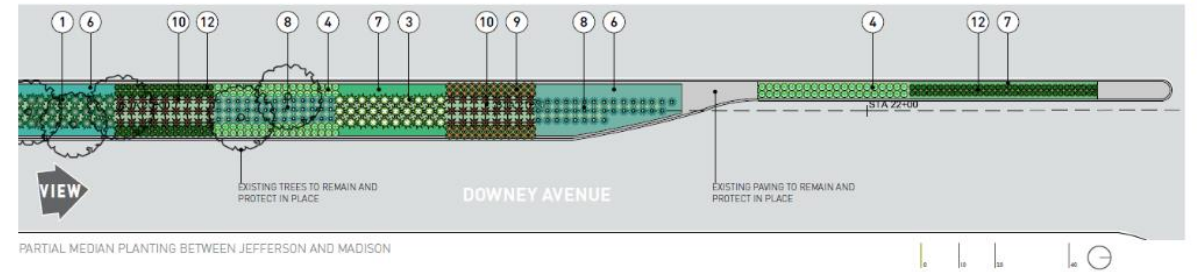 1 6 10 12 8 4 7 3 10 9 8 6 4 12 7
STA 22+00
VIEW
EXISTING TREES TO REMAIN AND
PROTECT IN PLACE
DOWNEY AVENUE
EXISTING PAVING TO REMAIN AND
PROTECT IN PLACE
PARTIAL MEDIAN PLANTING BETWEEN JEFFERSON AND MADISON
0 10 20 40